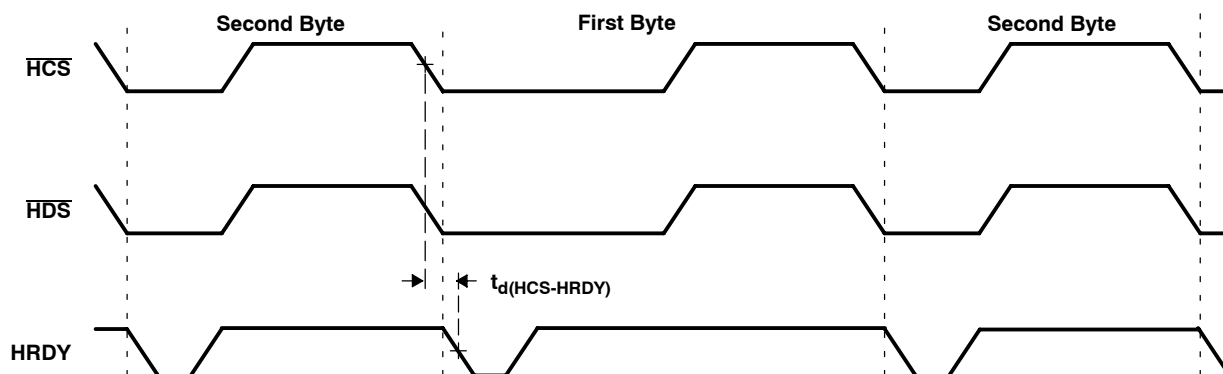 Second Byte
First Byte
Second Byte
HCS
HDS
td(HCS-HRDY)
HRDY